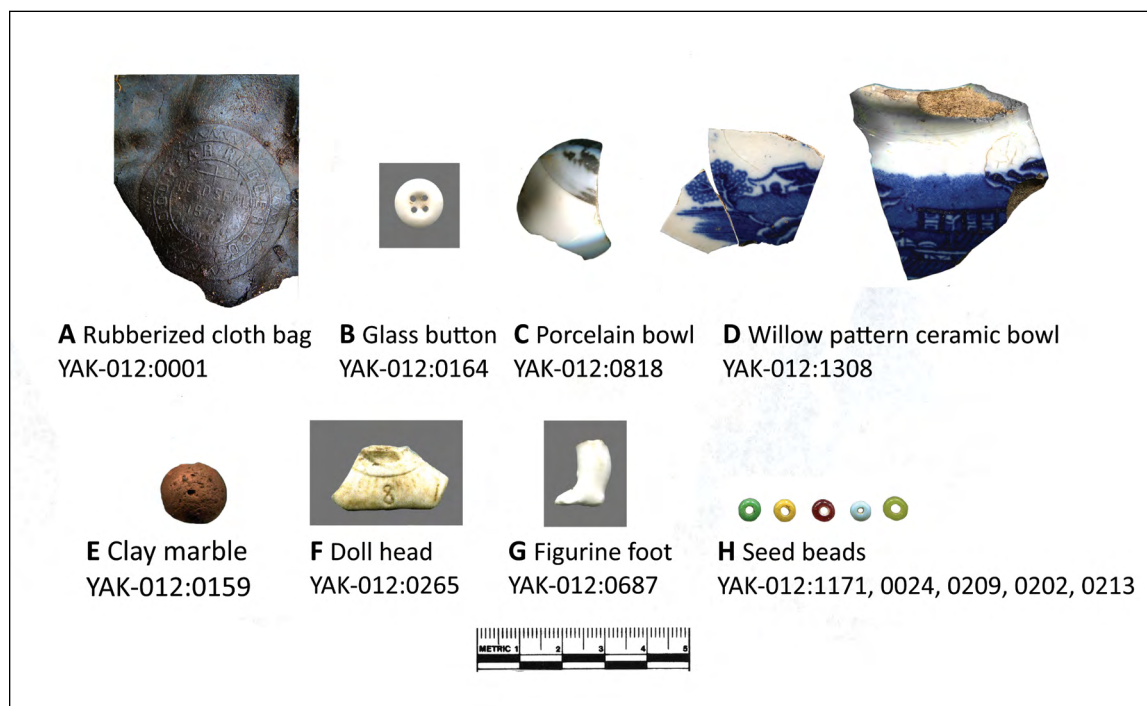 A Rubberized cloth bag
YAK-012:0001
B Glass button
YAK-012:0164
C Porcelain bowl
YAK-012:0818
D Willow pattern ceramic bowl
YAK-012:1308
8
E Clay marble
YAK-012:0159
F Doll head
YAK-012:0265
G Figurine foot
YAK-012:0687
H Seed beads
YAK-012:1171, 0024, 0209, 0202, 0213
METRIC 1 2 3 4 5